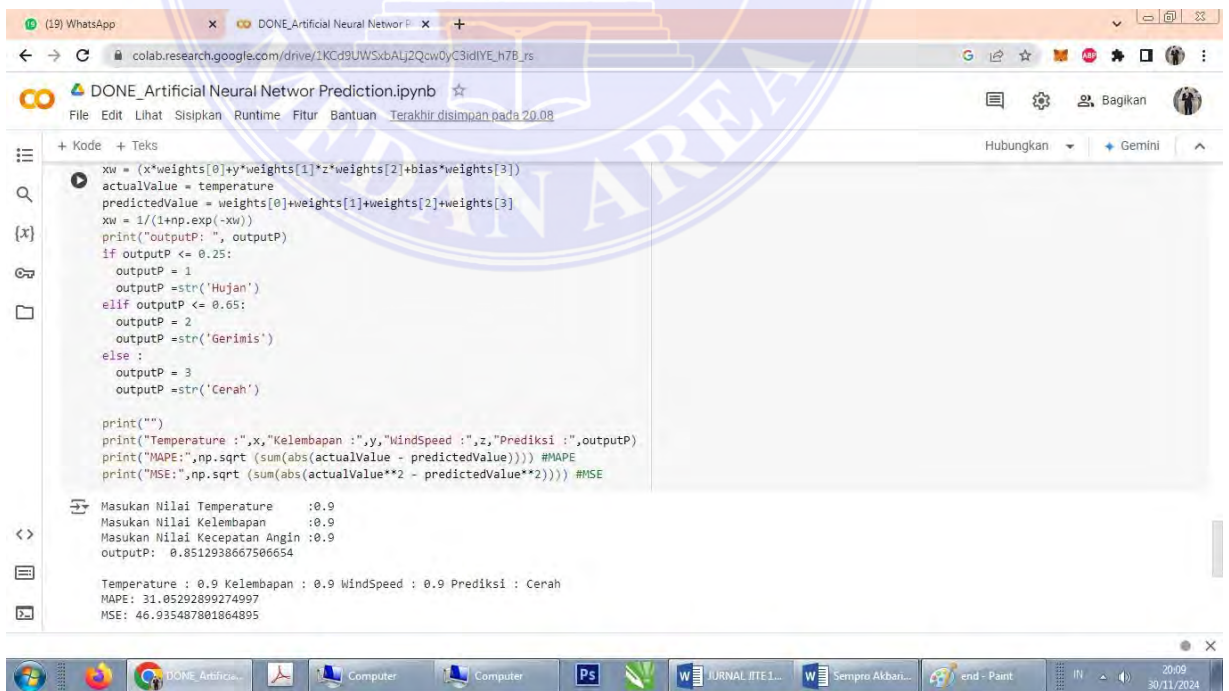 (19) WhatsApp
DONE_Artificial Neural Networ P
colab.research.google.com/drive/1KCd9UWSxbALj2Qcw0yC3idIYE_h7B_rs
DONE_Artificial Neural Networ Prediction.ipynb
File Edit Lihat Sisipkan Runtime Fitur Bantuan Terakhir disimpan pada 20.08
Bagikan
+ Kode + Teks
Hubungkan
Gemini
xw = (x*weights[0]+y*weights[1]*z*weights[2]+bias*weights[3])
actualValue = temperature
predictedValue = weights[0]+weights[1]+weights[2]+weights[3]
xw = 1/(1+np.exp(-xw))
print("outputP: ", outputP)
if outputP <= 0.25:
outputP = 1
outputP =str('Hujan')
elif outputP <= 0.65:
outputP = 2
outputP =str('Gerimis')
else :
outputP = 3
outputP =str('Cerah')
print("")
print("Temperature :",x,"Kelembapan :",y,"WindSpeed :",z,"Prediksi :",outputP)
print("MAPE:",np.sqrt (sum(abs(actualValue - predictedValue)))) #MAPE
print("MSE:",np.sqrt (sum(abs(actualValue**2 - predictedValue**2)))) #MSE
Masukan Nilai Temperature :0.9
Masukan Nilai Kelembapan :0.9
Masukan Nilai Kecepatan Angin :0.9
outputP: 0.8512938667506654
Temperature : 0.9 Kelembapan : 0.9 WindSpeed : 0.9 Prediksi : Cerah
MAPE: 31.05292899274997
MSE: 46.935487801864895
MEDAN AREA
DONE_Artificia...
Computer
Computer
Ps
JURNAL JITE 1...
Sempro Akbari...
end - Paint
IN
20:09
30/11/2024